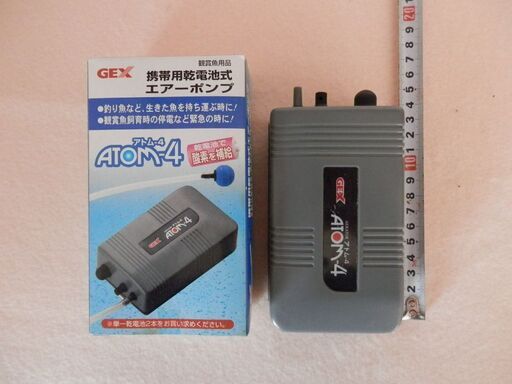 観賞魚用品
GEX
携帯用乾電池式
エアーポンプ
●釣り魚など、生きた魚を持ち運ぶ時に!
●観賞魚飼育時の停電など緊急の時に!
アトム-4
ATOM-4
乾電池で
酸素を補給
GEX
ATOM-4
※単一乾電池2本をお買い求めください。
GEX
アトム-4
ATOM-4